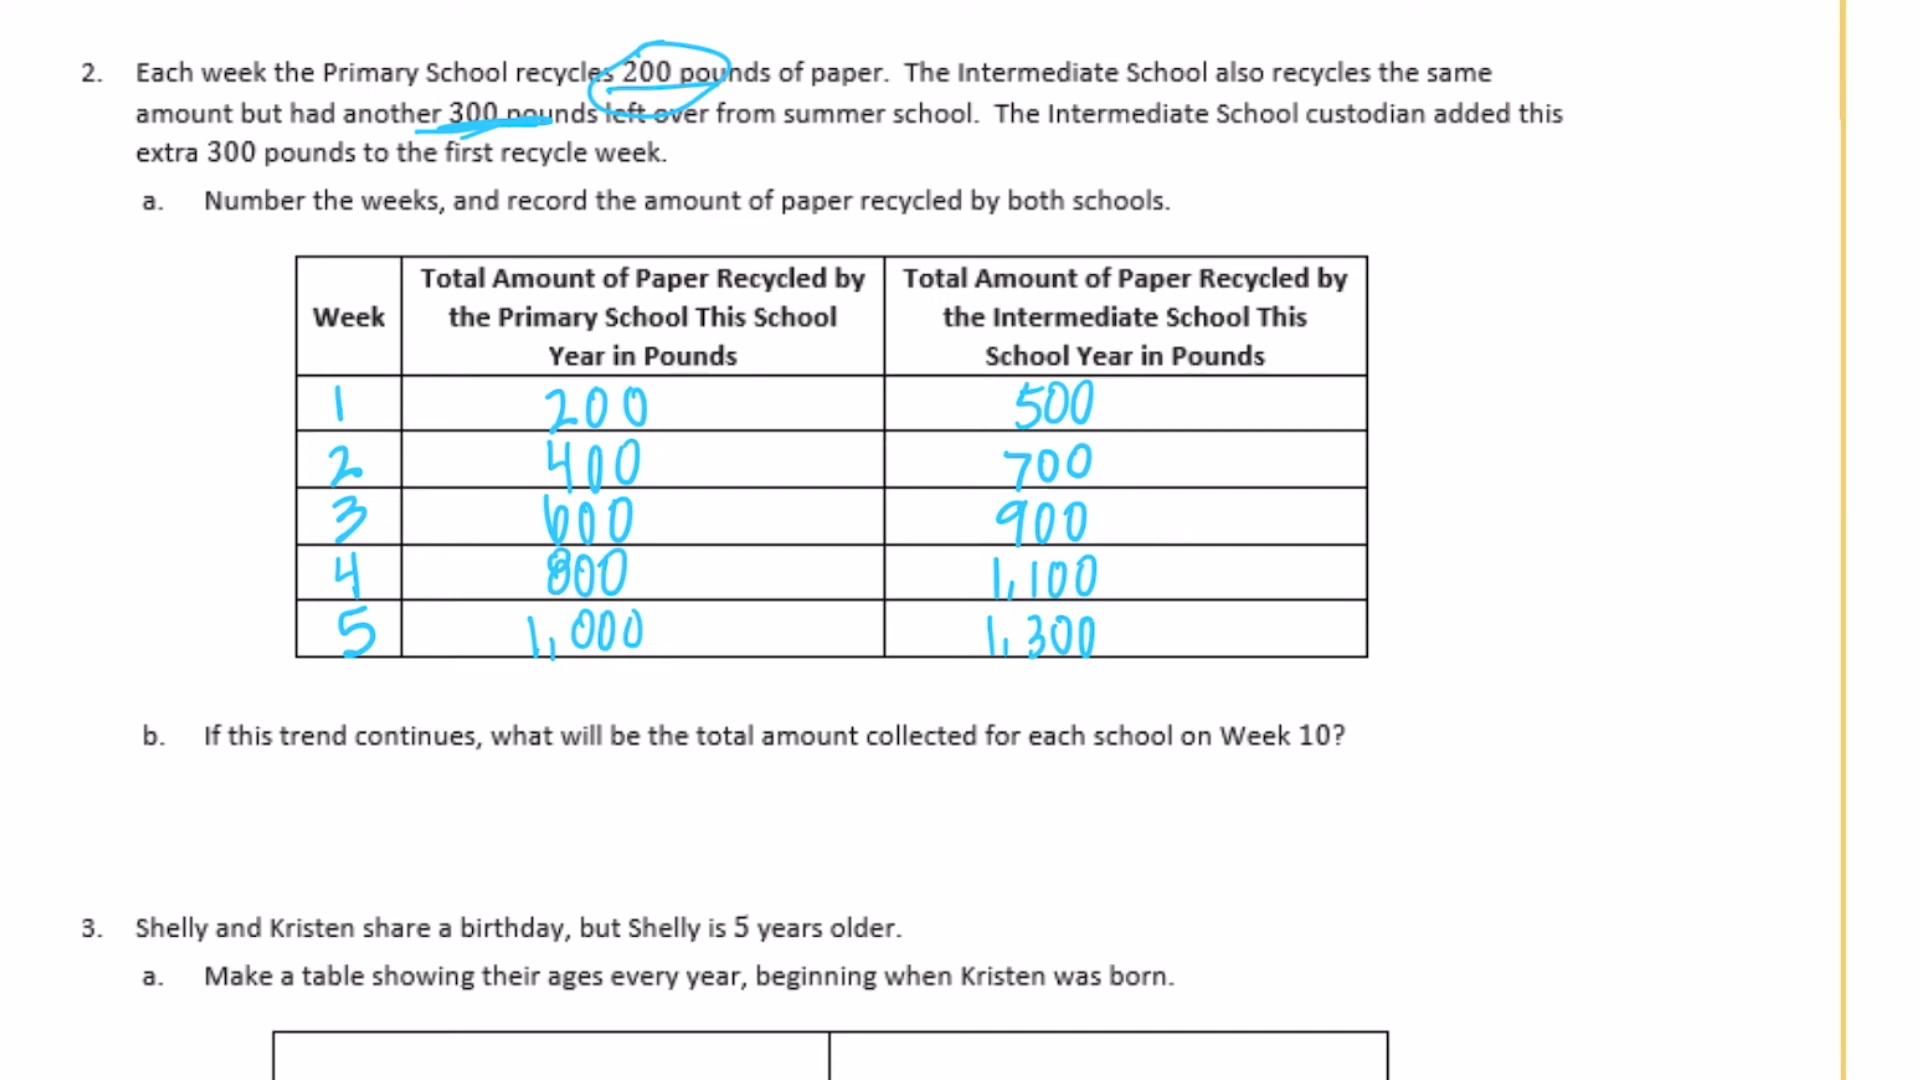 2. Each week the Primary School recycles 200 pounds of paper. The Intermediate School also recycles the same
amount but had another 300 pounds left over from summer school. The Intermediate School custodian added this
extra 300 pounds to the first recycle week.
a. Number the weeks, and record the amount of paper recycled by both schools.
Week
Total Amount of Paper Recycled by
the Primary School This School
Year in Pounds
Total Amount of Paper Recycled by
the Intermediate School This
School Year in Pounds
1 200 500
2 400 700
3 600 900
4 800 1,100
5 1,000 1,300
b. If this trend continues, what will be the total amount collected for each school on Week 10?
3. Shelly and Kristen share a birthday, but Shelly is 5 years older.
a. Make a table showing their ages every year, beginning when Kristen was born.